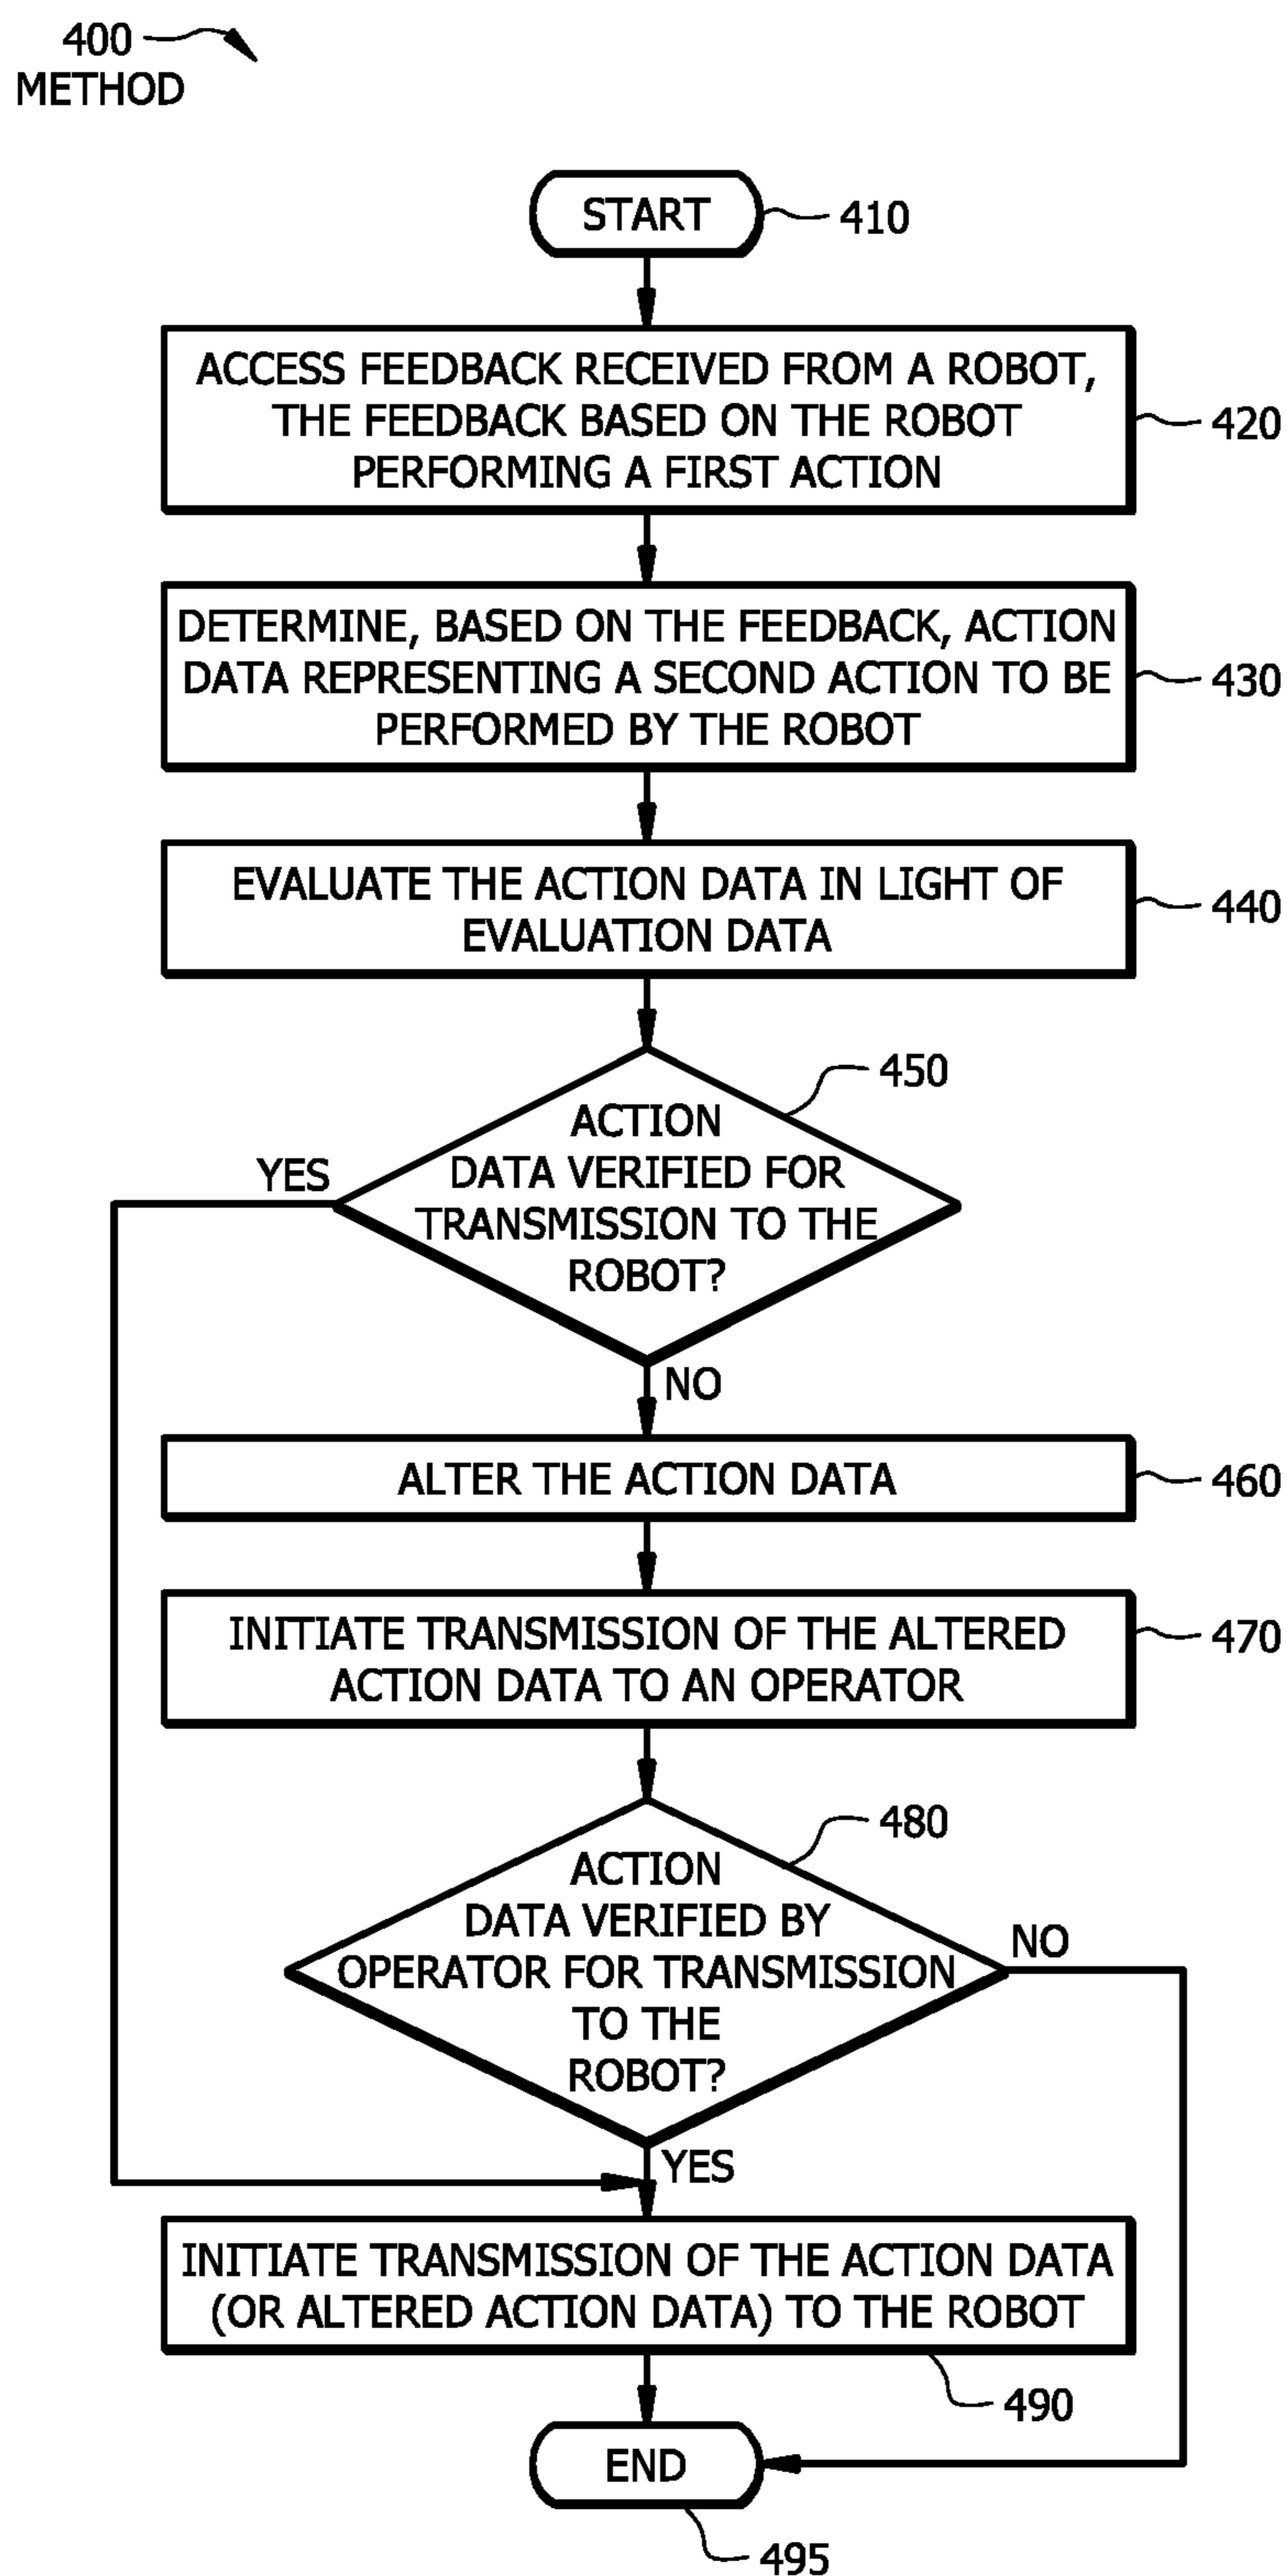 400
METHOD
START
410
ACCESS FEEDBACK RECEIVED FROM A ROBOT,
THE FEEDBACK BASED ON THE ROBOT
PERFORMING A FIRST ACTION
420
DETERMINE, BASED ON THE FEEDBACK, ACTION
DATA REPRESENTING A SECOND ACTION TO BE
PERFORMED BY THE ROBOT
430
EVALUATE THE ACTION DATA IN LIGHT OF
EVALUATION DATA
440
450
ACTION
DATA VERIFIED FOR
TRANSMISSION TO THE
ROBOT?
YES
NO
ALTER THE ACTION DATA
460
INITIATE TRANSMISSION OF THE ALTERED
ACTION DATA TO AN OPERATOR
470
480
ACTION
DATA VERIFIED BY
OPERATOR FOR TRANSMISSION
TO THE
ROBOT?
NO
YES
INITIATE TRANSMISSION OF THE ACTION DATA
(OR ALTERED ACTION DATA) TO THE ROBOT
490
END
495